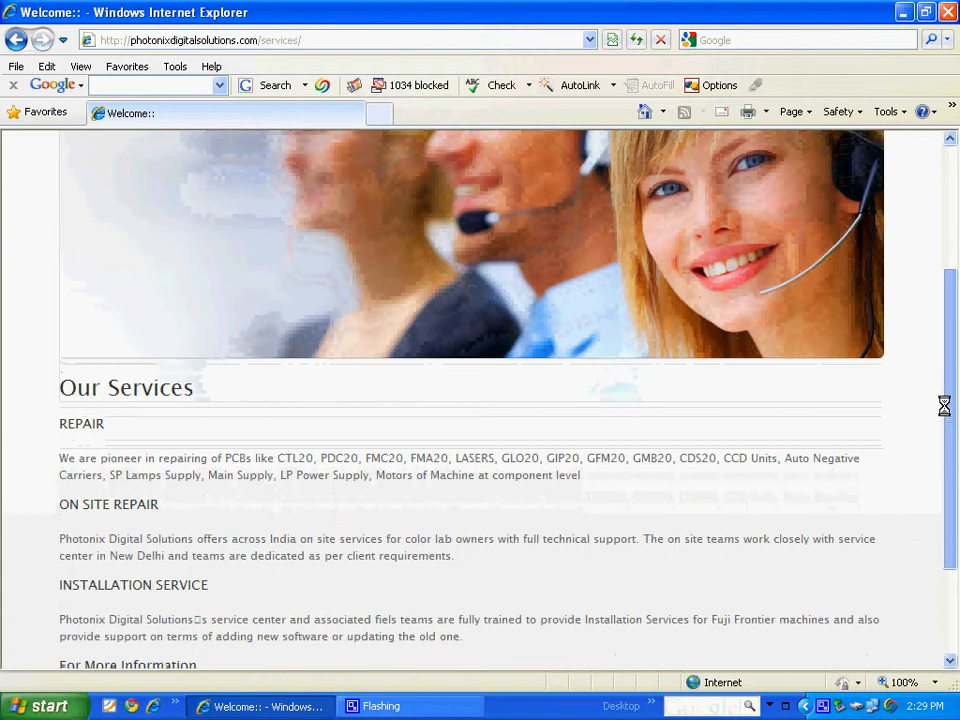 Welcome:: - Windows Internet Explorer
http://photonixdigitalsolutions.com/services/
Google
File Edit View Favorites Tools Help
Google Search 1034 blocked Check AutoLink AutoFill Options
Favorites Welcome:: Page Safety Tools
Our Services
REPAIR
We are pioneer in repairing of PCBs like CTL20, PDC20, FMC20, FMA20, LASERS, GLO20, GIP20, GFM20, GMB20, CDS20, CCD Units, Auto Negative
Carriers, SP Lamps Supply, Main Supply, LP Power Supply, Motors of Machine at component level
ON SITE REPAIR
Photonix Digital Solutions offers across India on site services for color lab owners with full technical support. The on site teams work closely with service
center in New Delhi and teams are dedicated as per client requirements.
INSTALLATION SERVICE
Photonix Digital Solutions□s service center and associated fiels teams are fully trained to provide Installation Services for Fuji Frontier machines and also
provide support on terms of adding new software or updating the old one.
For More Information
Internet 100%
start Welcome:: - Windows... Flashing Desktop Google 2:29 PM